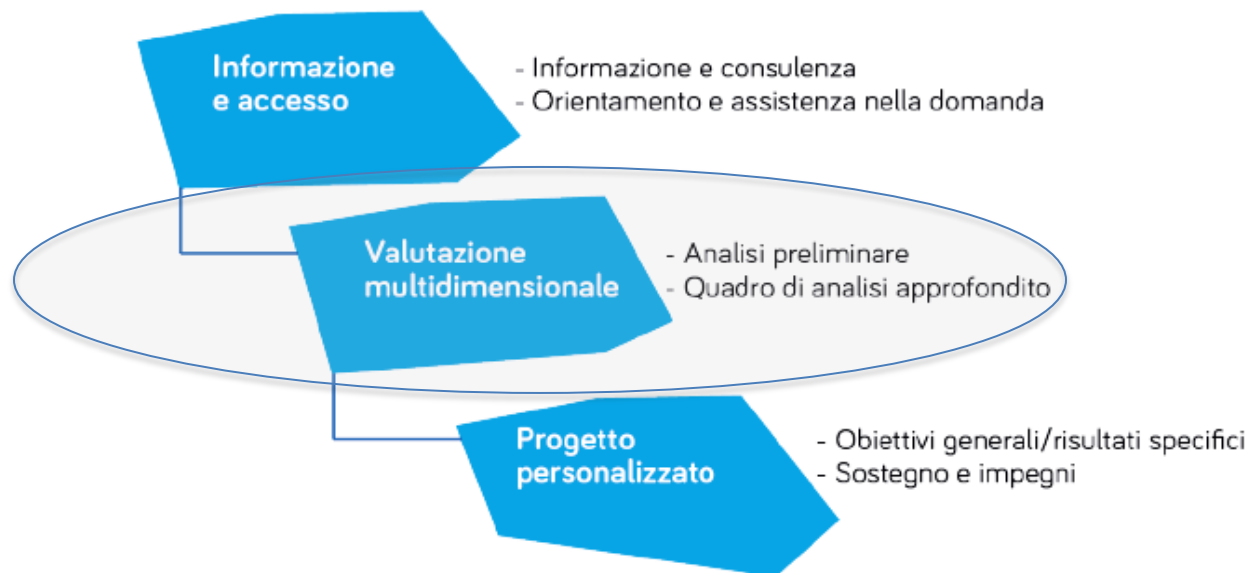 Informazione
e accesso
- Informazione e consulenza
- Orientamento e assistenza nella domanda
Valutazione
multidimensionale
- Analisi preliminare
- Quadro di analisi approfondito
Progetto
personalizzato
- Obiettivi generali/risultati specifici
- Sostegno e impegni